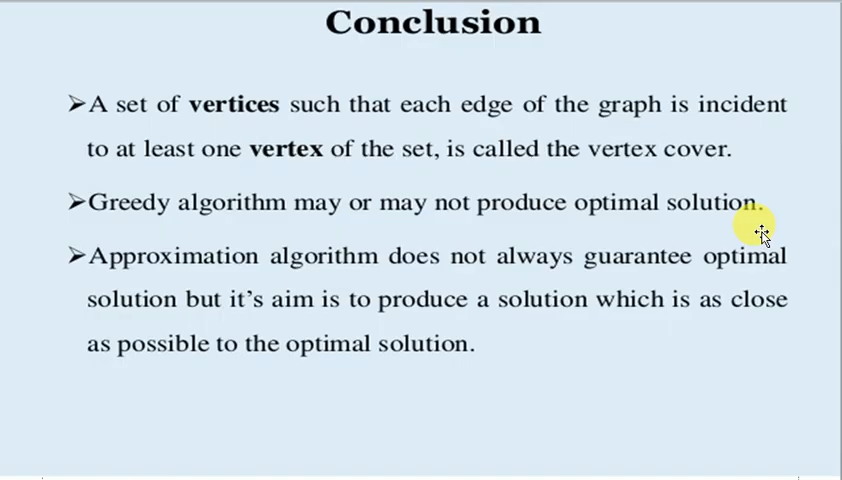 Conclusion
➢A set of vertices such that each edge of the graph is incident
to at least one vertex of the set, is called the vertex cover.
➢Greedy algorithm may or may not produce optimal solution.
➢Approximation algorithm does not always guarantee optimal
solution but it’s aim is to produce a solution which is as close
as possible to the optimal solution.